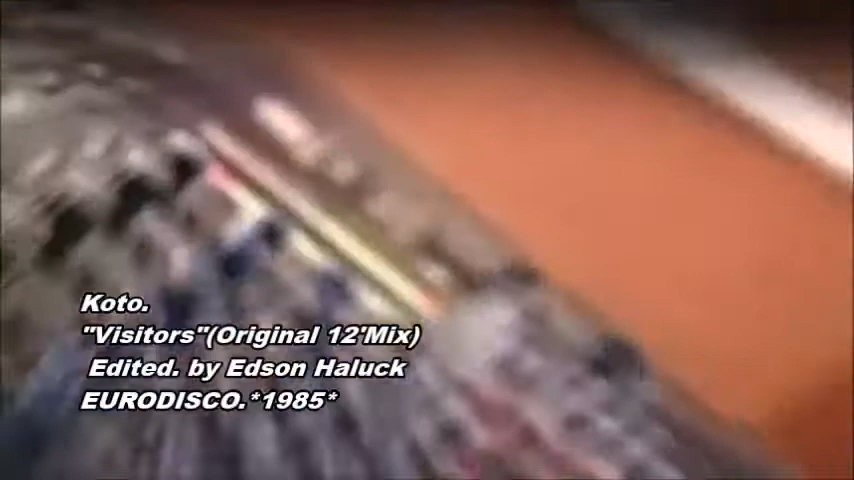 Koto.
"Visitors"(Original 12'Mix)
Edited. by Edson Haluck
EURODISCO.*1985*